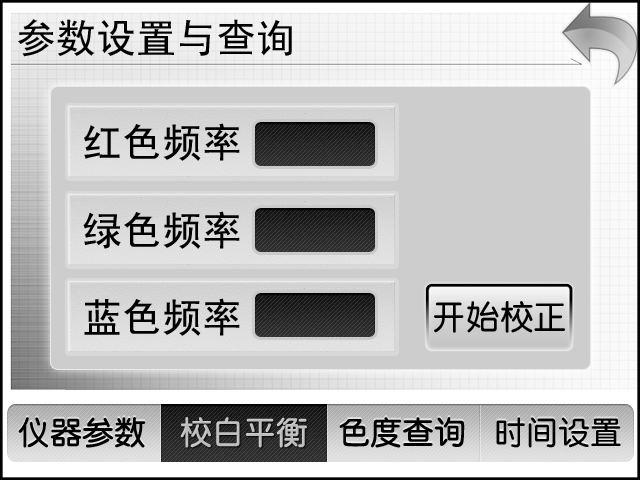 参数设置与查询
红色频率
绿色频率
蓝色频率
开始校正
仪器参数 校白平衡 色度查询 时间设置